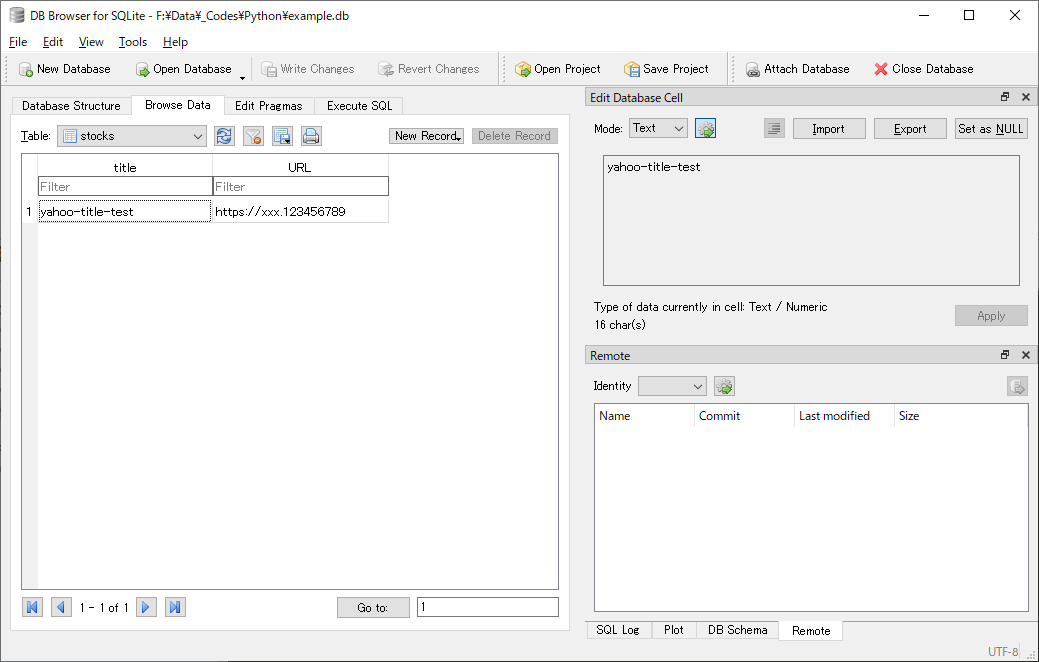 DB Browser for SQLite - F:¥Data¥_Codes¥Python¥example.db
File Edit View Tools Help
New Database Open Database Write Changes Revert Changes Open Project Save Project Attach Database Close Database
Database Structure Browse Data Edit Pragmas Execute SQL
Table: stocks New Record Delete Record
title URL
Filter Filter
1 yahoo-title-test https://xxx.123456789
1 - 1 of 1 Go to: 1
Edit Database Cell
Mode: Text Import Export Set as NULL
yahoo-title-test
Type of data currently in cell: Text / Numeric
16 char(s)
Apply
Remote
Identity
Name Commit Last modified Size
SQL Log Plot DB Schema Remote
UTF-8